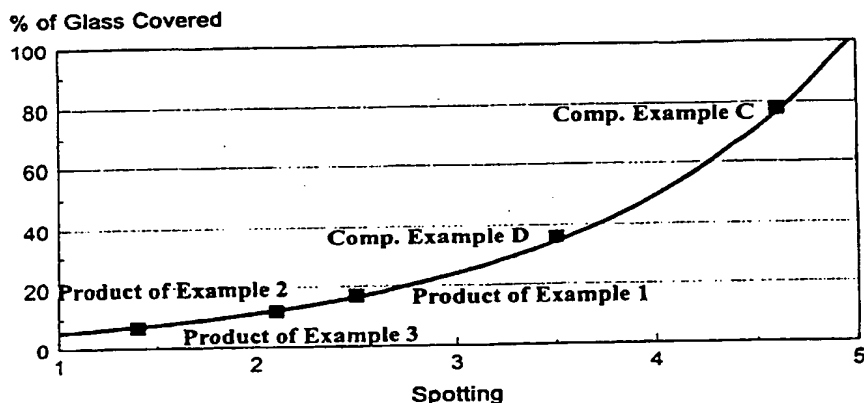 % of Glass Covered
100
80
Comp. Example C
60
40
Comp. Example D
20
Product of Example 2
Product of Example 1
Product of Example 3
0
1 2 3 4 5
Spotting